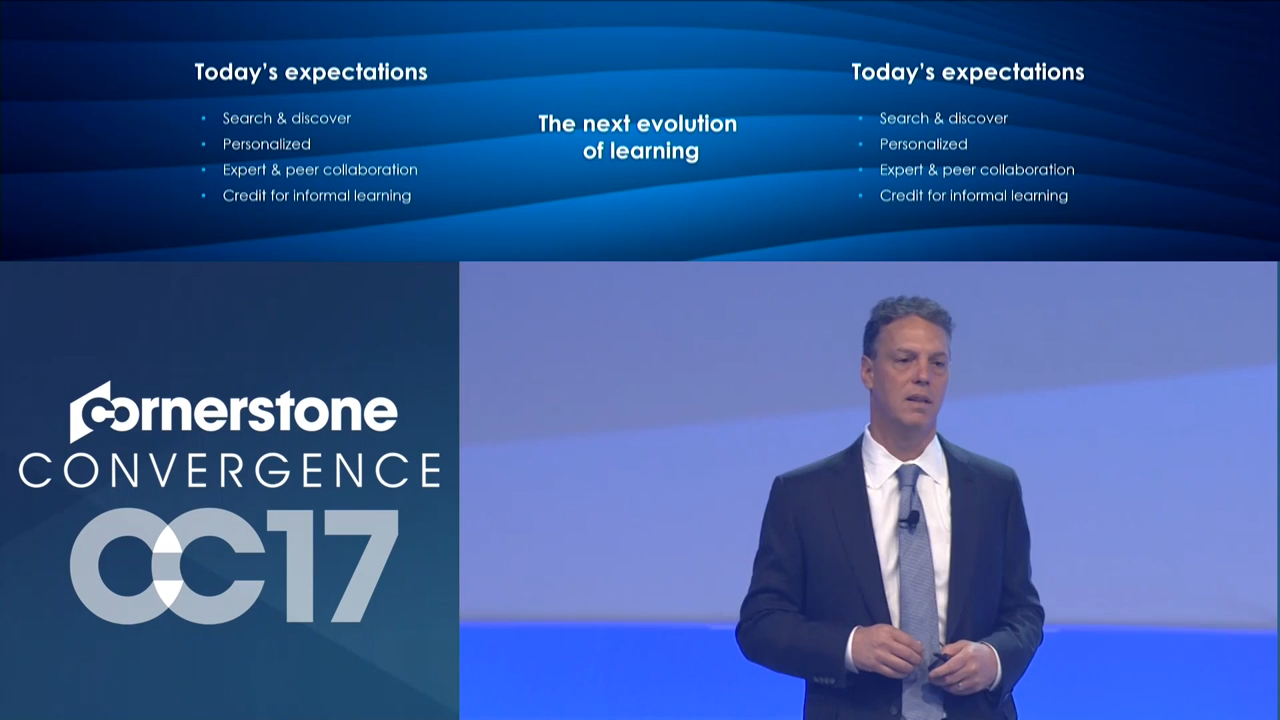 Today's expectations
• Search & discover
• Personalized
• Expert & peer collaboration
• Credit for informal learning
The next evolution
of learning
Today's expectations
• Search & discover
• Personalized
• Expert & peer collaboration
• Credit for informal learning
Cornerstone
CONVERGENCE
CC17